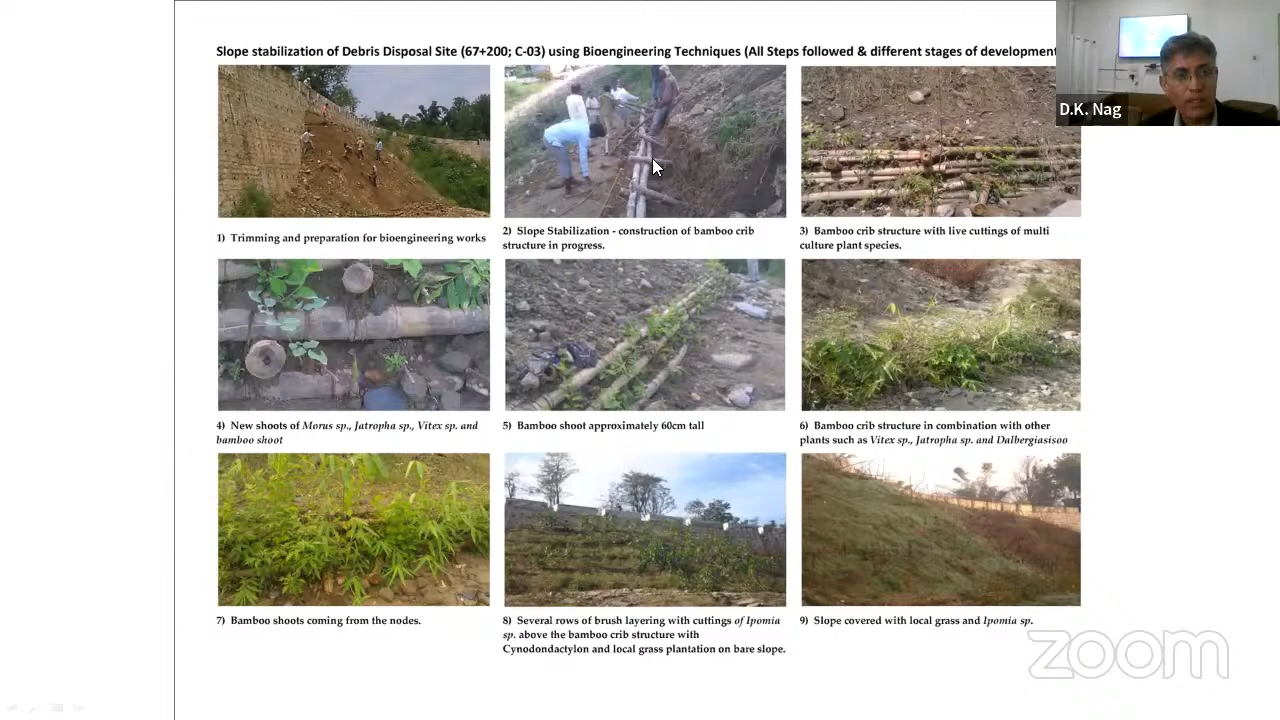 Slope stabilization of Debris Disposal Site (67+200; C-03) using Bioengineering Techniques (All Steps followed & different stages of development
D.K. Nag
1) Trimming and preparation for bioengineering works
2) Slope Stabilization - construction of bamboo crib
structure in progress.
3) Bamboo crib structure with live cuttings of multi
culture plant species.
4) New shoots of Morus sp., Jatropha sp., Vitex sp. and
bamboo shoot
5) Bamboo shoot approximately 60cm tall
6) Bamboo crib structure in combination with other
plants such as Vitex sp., Jatropha sp. and Dalbergiasisoo
7) Bamboo shoots coming from the nodes.
8) Several rows of brush layering with cuttings of Ipomia
sp. above the bamboo crib structure with
Cynodondactylon and local grass plantation on bare slope.
9) Slope covered with local grass and Ipomia sp.
zoom